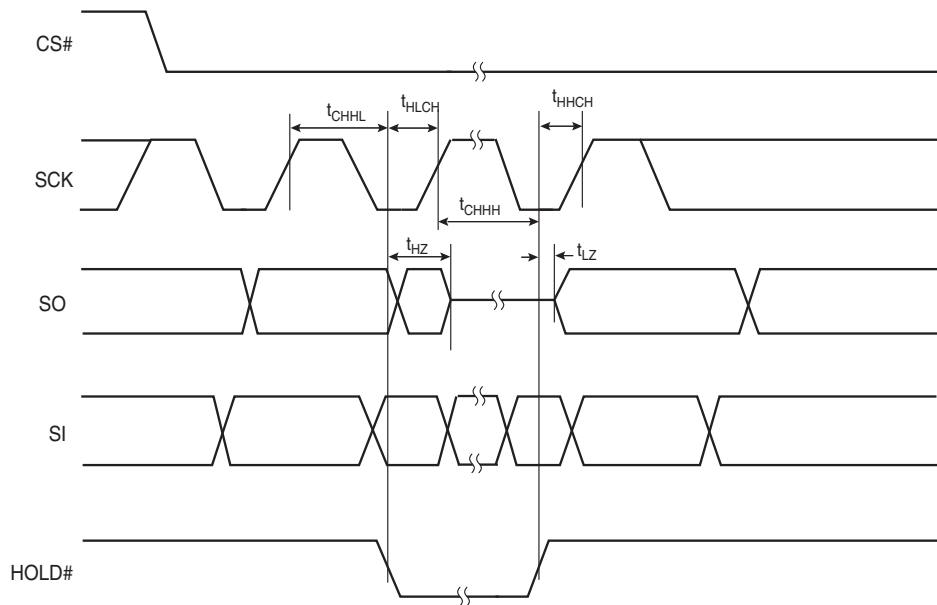 CS#
tCHHL
tHLCH
tHHCH
SCK
tCHHH
tHZ
tLZ
SO
SI
HOLD#